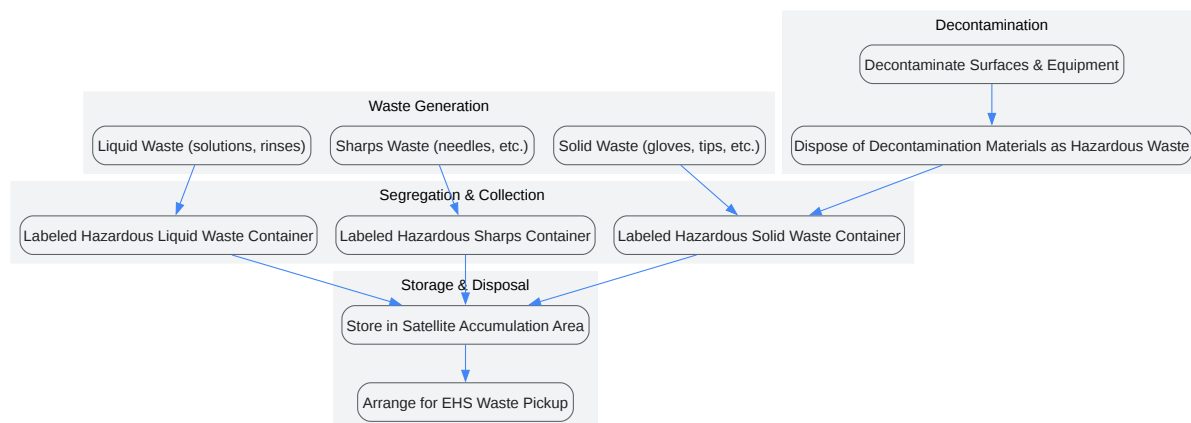 Decontamination
Decontaminate Surfaces & Equipment
Waste Generation
Liquid Waste (solutions, rinses)
Sharps Waste (needles, etc.)
Solid Waste (gloves, tips, etc.)
Dispose of Decontamination Materials as Hazardous Waste
Segregation & Collection
Labeled Hazardous Liquid Waste Container
Labeled Hazardous Sharps Container
Labeled Hazardous Solid Waste Container
Storage & Disposal
Store in Satellite Accumulation Area
Arrange for EHS Waste Pickup